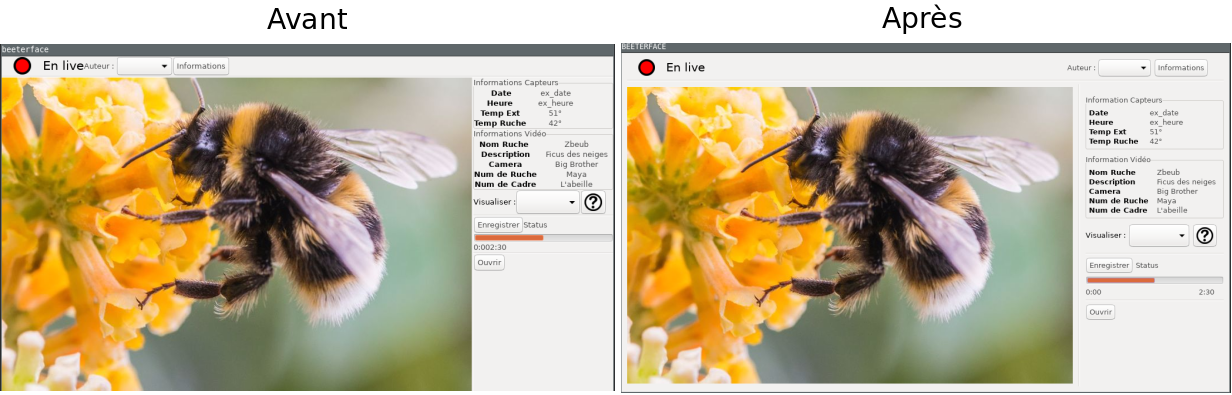 Avant
Après
beeterface
En live Auteur : Informations
Informations Capteurs
Date ex_date
Heure ex_heure
Temp Ext 51°
Temp Ruche 42°
Informations Vidéo
Nom Ruche Zbeub
Description Ficus des neiges
Camera Big Brother
Num de Ruche Maya
Num de Cadre L'abeille
Visualiser : ?
Enregistrer Status
0:002:30
Ouvrir
BEETERFACE
En live Auteur : Informations
Information Capteurs
Date ex_date
Heure ex_heure
Temp Ext 51°
Temp Ruche 42°
Information Vidéo
Nom Ruche Zbeub
Description Ficus des neiges
Camera Big Brother
Num de Ruche Maya
Num de Cadre L'abeille
Visualiser : ?
Enregistrer Status
0:00 2:30
Ouvrir